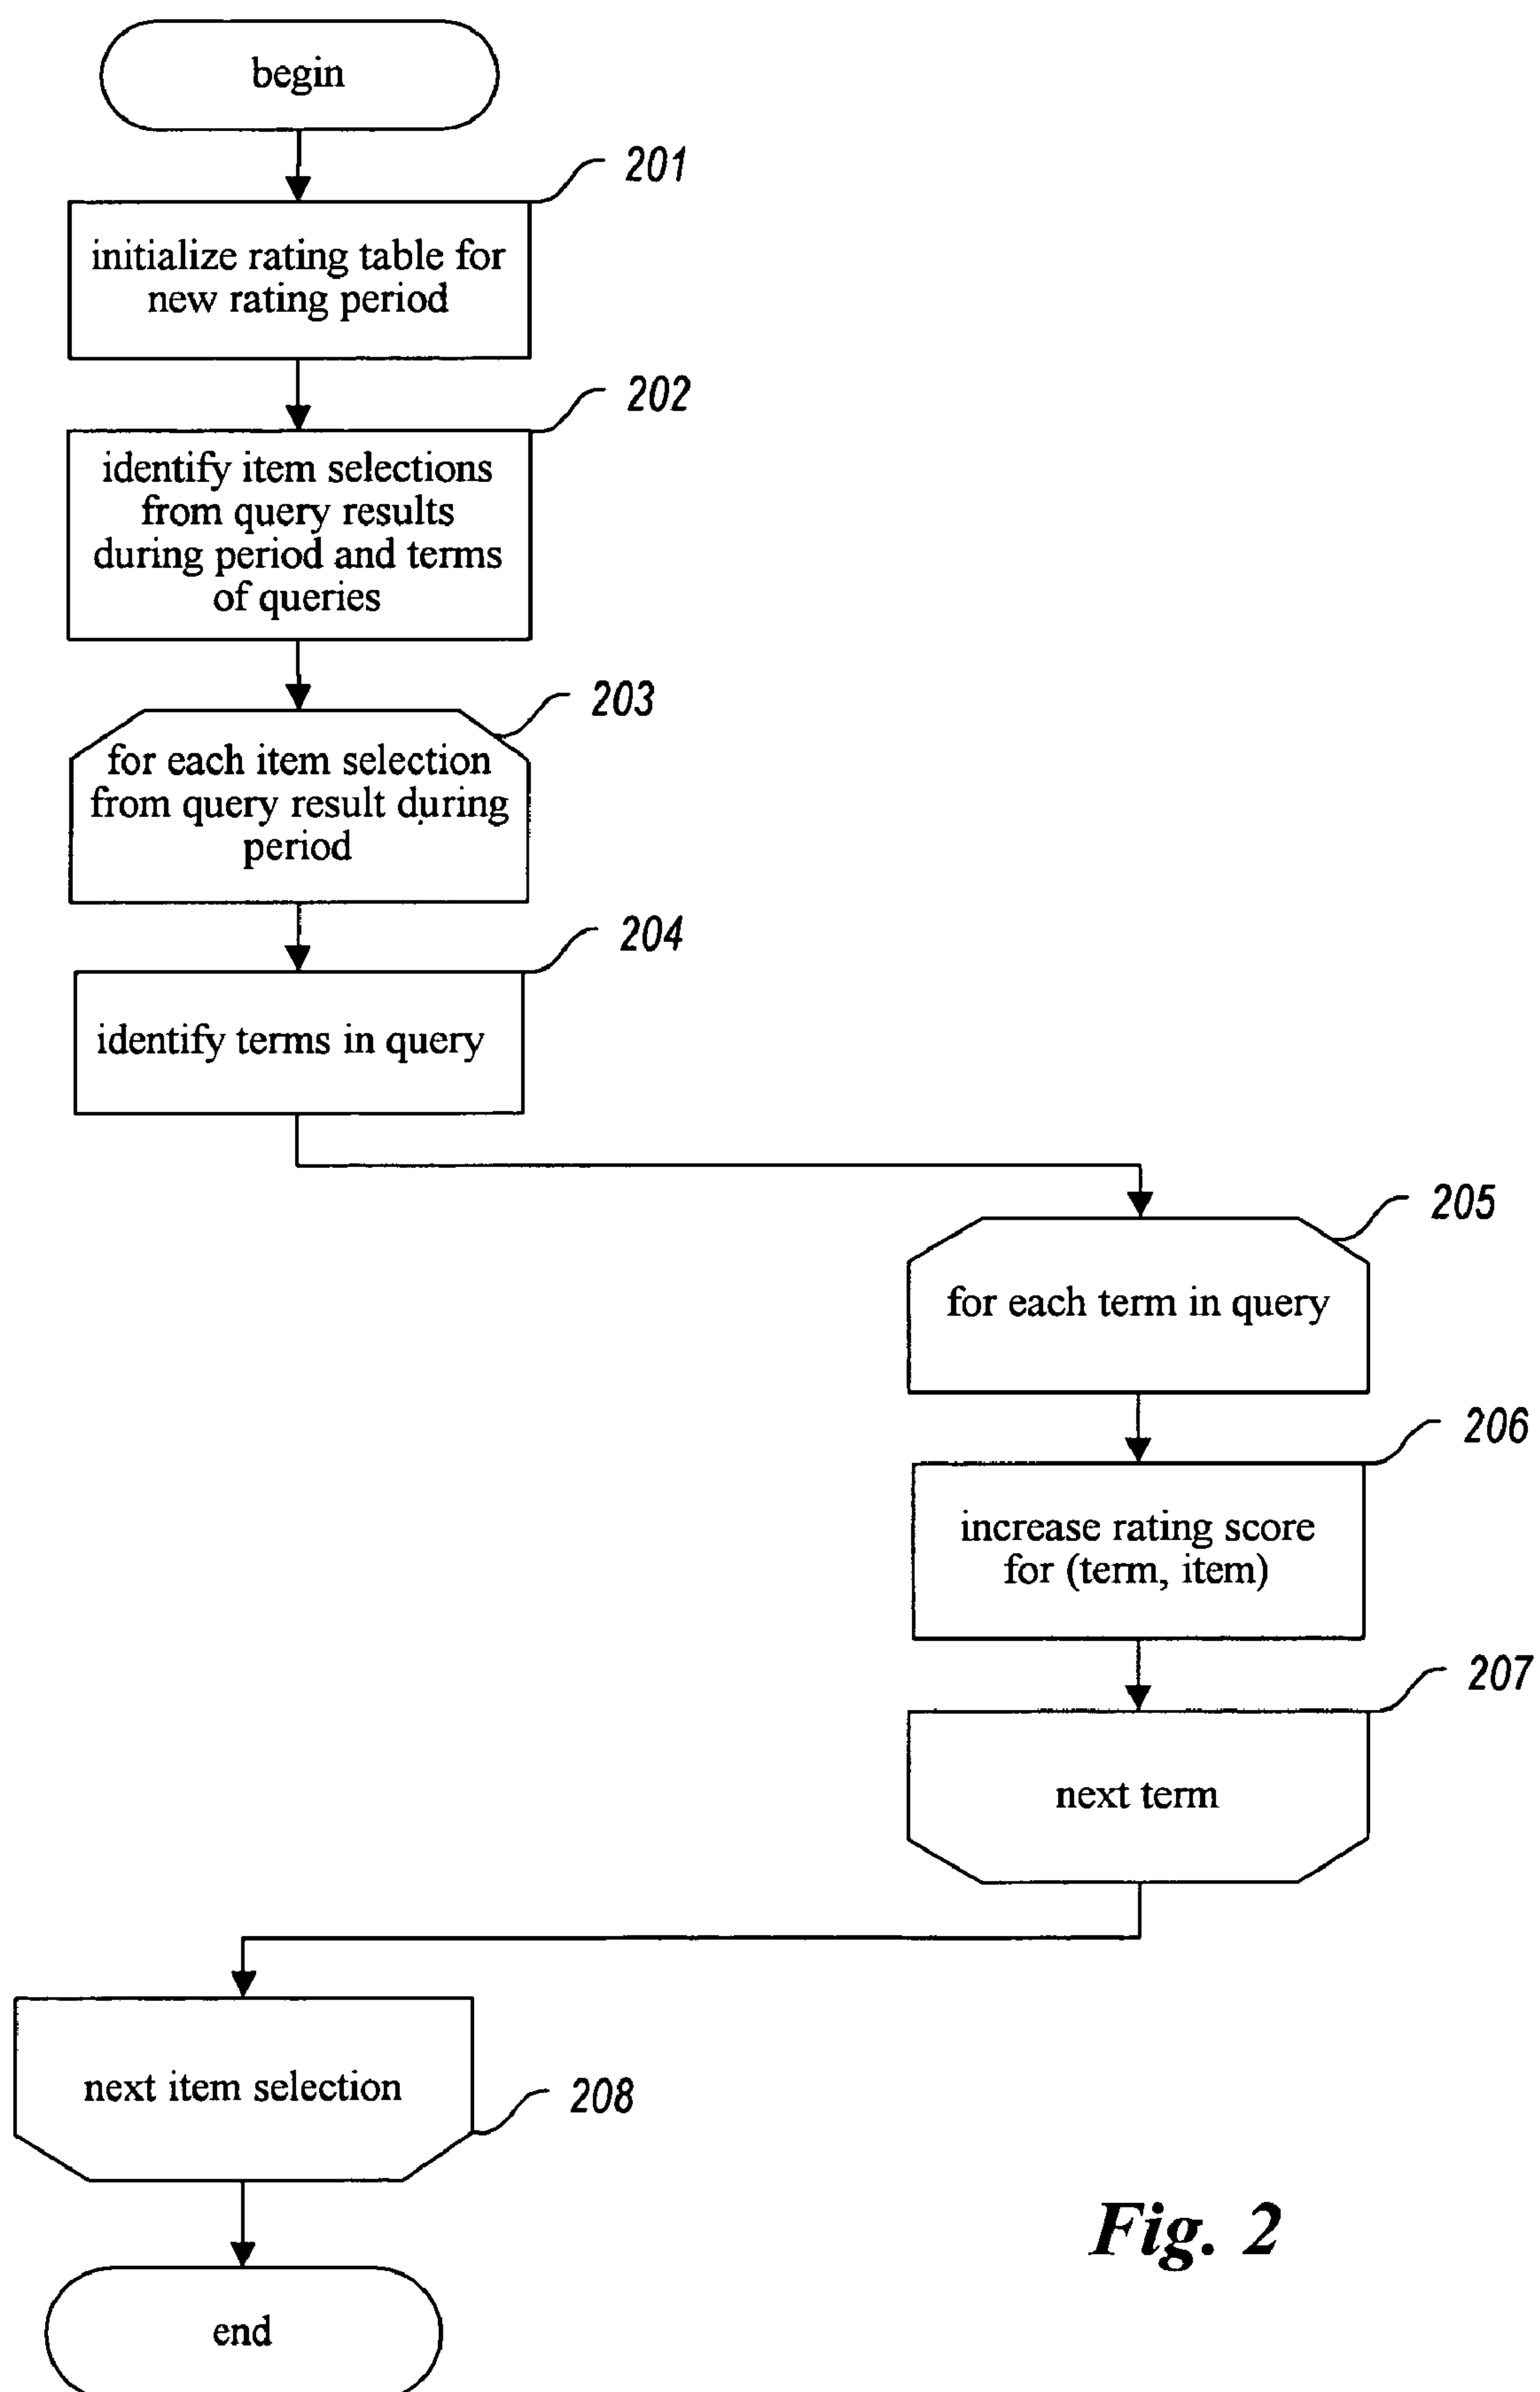 begin
201
initialize rating table for
new rating period
202
identify item selections
from query results
during period and terms
of queries
203
for each item selection
from query result during
period
204
identify terms in query
205
for each term in query
206
increase rating score
for (term, item)
207
next term
next item selection
208
Fig. 2
end